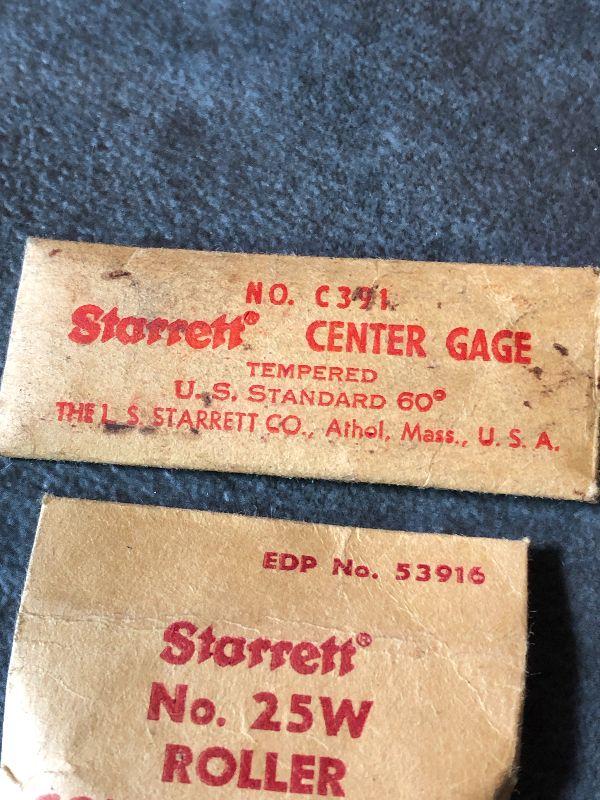 NO. C391.
Starrett® CENTER GAGE
TEMPERED
U.S. STANDARD 60°
THE L.S. STARRETT CO., Athol, Mass., U.S.A.
EDP No. 53916
Starrett®
No. 25W
ROLLER